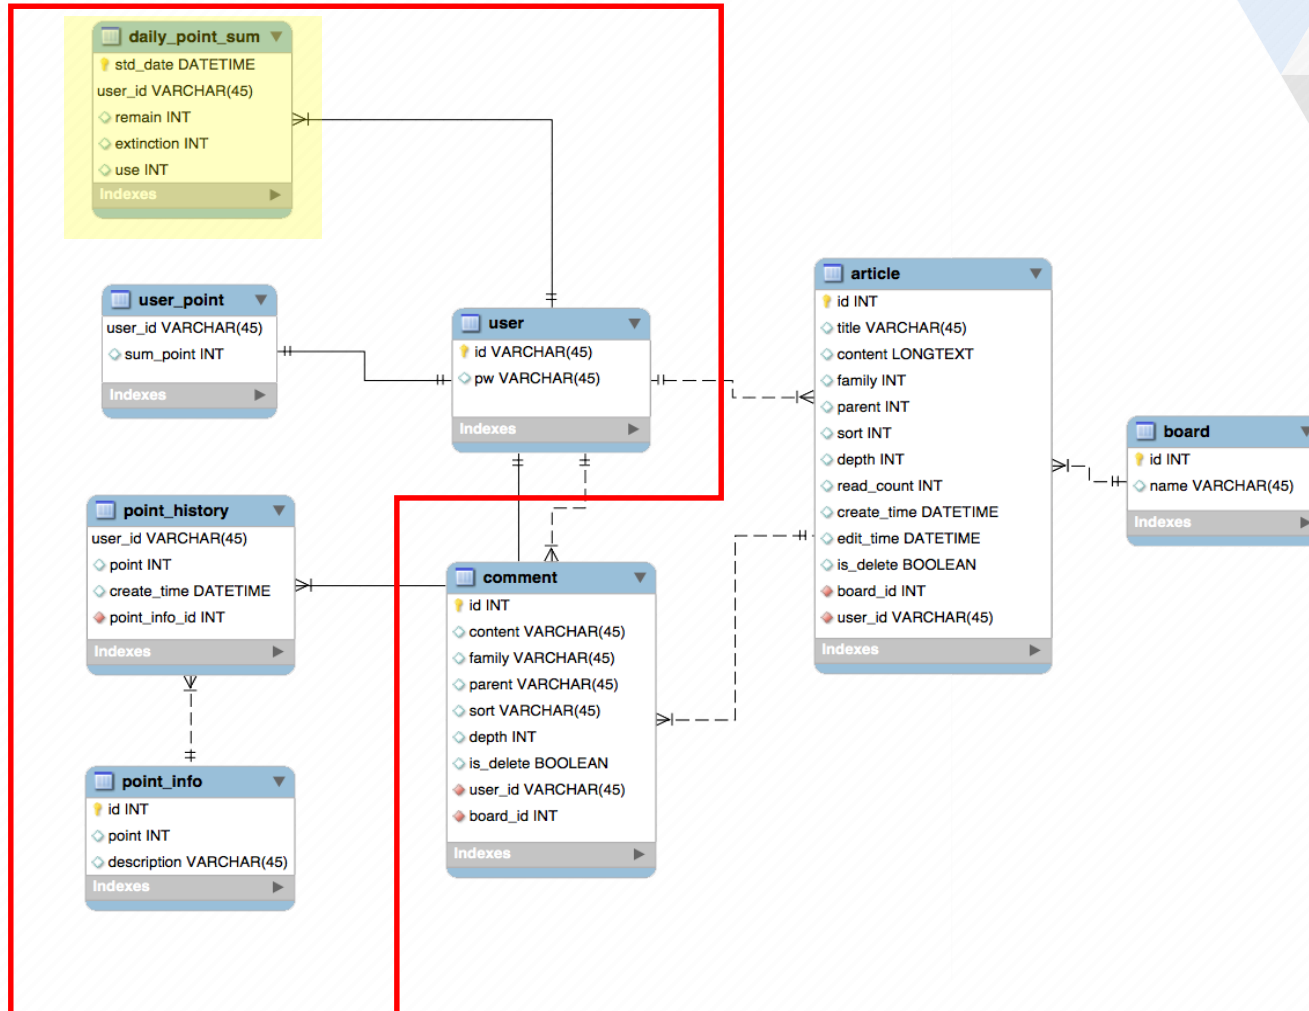 daily_point_sum
std_date DATETIME
user_id VARCHAR(45)
remain INT
extinction INT
use INT
Indexes
user_point
user_id VARCHAR(45)
sum_point INT
Indexes
user
id VARCHAR(45)
pw VARCHAR(45)
Indexes
point_history
user_id VARCHAR(45)
point INT
create_time DATETIME
point_info_id INT
Indexes
point_info
id INT
point INT
description VARCHAR(45)
Indexes
comment
id INT
content VARCHAR(45)
family VARCHAR(45)
parent VARCHAR(45)
sort VARCHAR(45)
depth INT
is_delete BOOLEAN
user_id VARCHAR(45)
board_id INT
Indexes
article
id INT
title VARCHAR(45)
content LONGTEXT
family INT
parent INT
sort INT
depth INT
read_count INT
create_time DATETIME
edit_time DATETIME
is_delete BOOLEAN
board_id INT
user_id VARCHAR(45)
Indexes
board
id INT
name VARCHAR(45)
Indexes